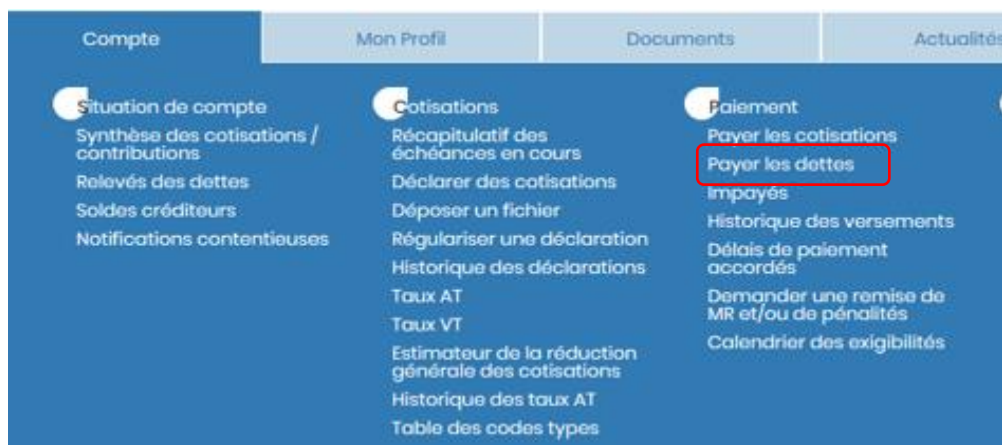 Compte
Mon Profil
Documents
Actualités
Situation de compte
Synthèse des cotisations /
contributions
Relevés des dettes
Soldes créditeurs
Notifications contentieuses
Cotisations
Récapitulatif des
échéances en cours
Déclarer des cotisations
Déposer un fichier
Régulariser une déclaration
Historique des déclarations
Taux AT
Taux VT
Estimateur de la réduction
générale des cotisations
Historique des taux AT
Table des codes types
Paiement
Payer les cotisations
Payer les dettes
Impayés
Historique des versements
Délais de paiement
accordés
Demander une remise de
MR et/ou de pénalités
Calendrier des exigibilités